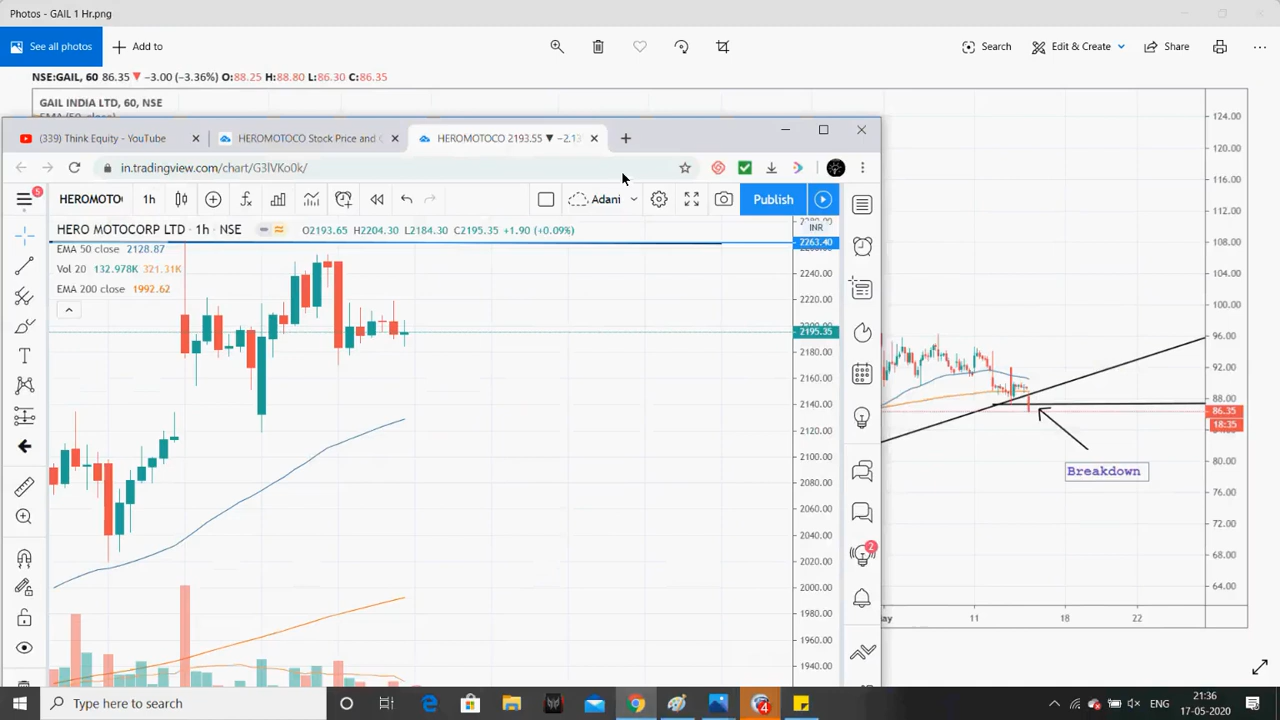 Photos - GAIL 1 Hr.png
See all photos
Add to
Search
Edit & Create
Share
NSE:GAIL, 60 86.35 ▼ −3.00 (−3.36%) O:88.25 H:88.80 L:86.30 C:86.35
GAIL INDIA LTD, 60, NSE
(339) Think Equity - YouTube
HEROMOTOCO Stock Price and
HEROMOTOCO 2193.55 ▼ −2.13
in.tradingview.com/chart/G3lVKo0k/
5
HEROMOTO
1h
Adani
Publish
HERO MOTOCORP LTD · 1h · NSE
O2193.65 H2204.30 L2184.30 C2195.35 +1.90 (+0.09%)
INR
EMA 50 close 2128.87
Vol 20 132.978K 321.31K
EMA 200 close 1992.62
2263.40
2240.00
2220.00
2195.35
2180.00
2160.00
2140.00
2120.00
2100.00
2080.00
2060.00
2040.00
2020.00
2000.00
1980.00
1960.00
1940.00
2
124.00
120.00
116.00
112.00
108.00
104.00
100.00
96.00
92.00
88.00
86.35
18:35
80.00
76.00
72.00
68.00
64.00
Breakdown
ay
11
18
22
Type here to search
4
ENG
21:36
17-05-2020